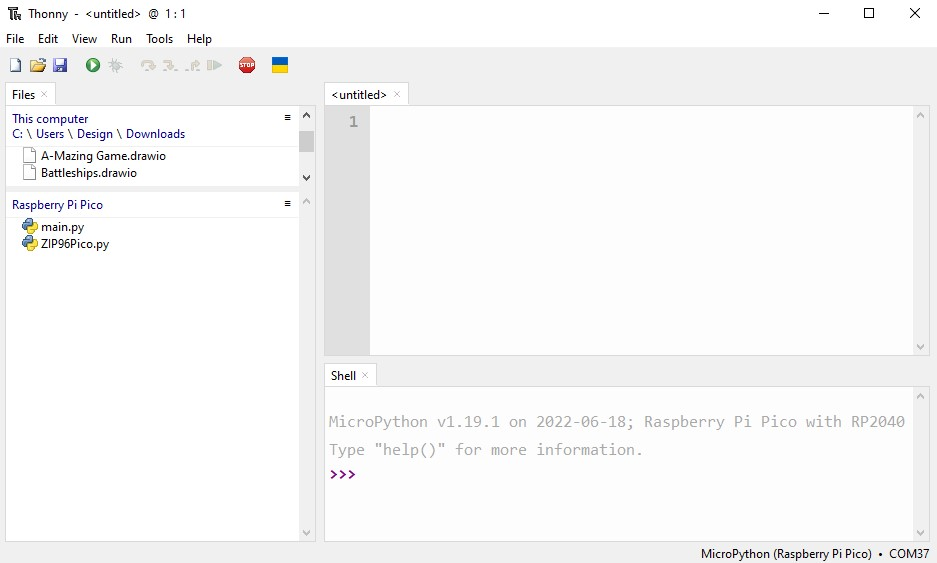 Thonny - <untitled> @ 1 : 1
File Edit View Run Tools Help
STOP
Files
This computer
C: \ Users \ Design \ Downloads
A-Mazing Game.drawio
Battleships.drawio
Raspberry Pi Pico
main.py
ZIP96Pico.py
<untitled>
1
Shell
MicroPython v1.19.1 on 2022-06-18; Raspberry Pi Pico with RP2040
Type "help()" for more information.
>>>
MicroPython (Raspberry Pi Pico) • COM37